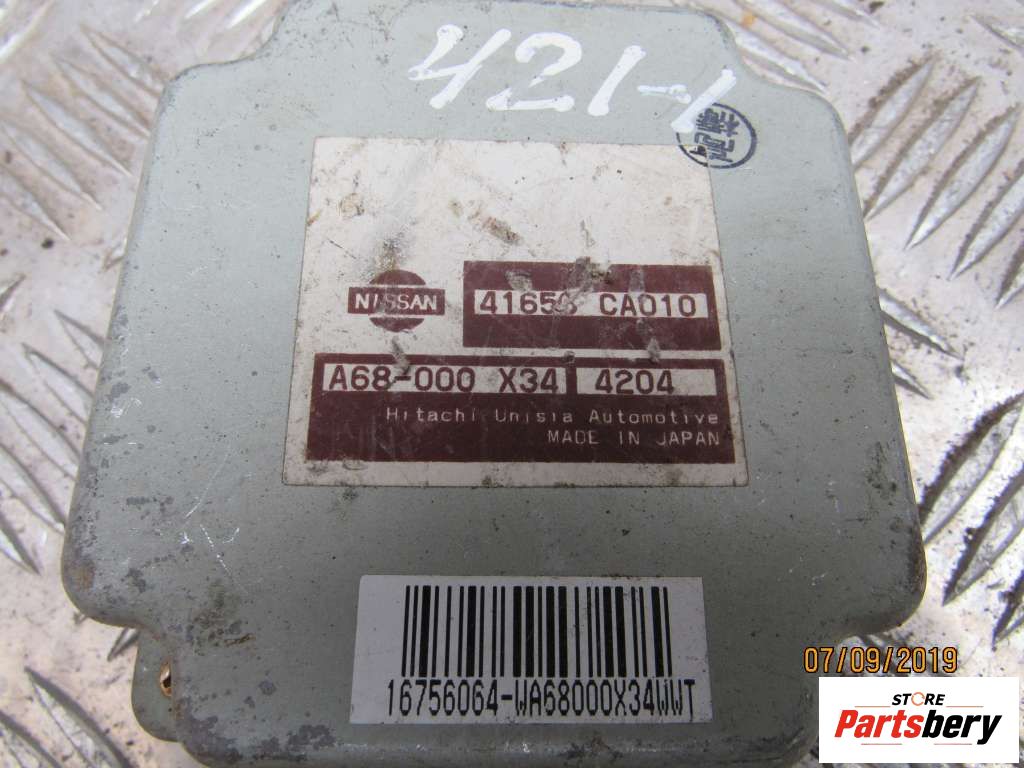 421-1
NISSAN
41650 CA010
A68-000 X34 4204
Hitachi Unisia Automotive
MADE IN JAPAN
16756064-WA68000X34WWT
07/09/2019
STORE
Partsbery